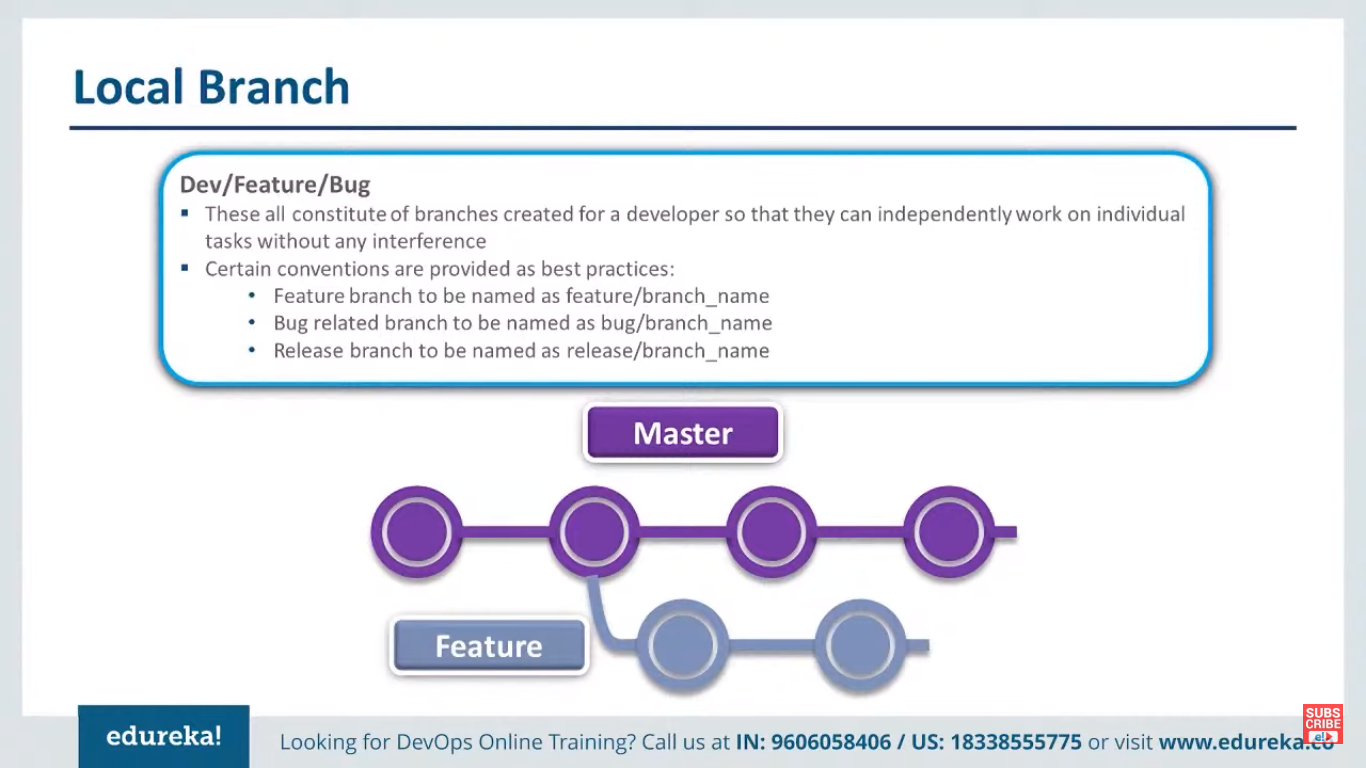 Local Branch
Dev/Feature/Bug
▪ These all constitute of branches created for a developer so that they can independently work on individual
tasks without any interference
▪ Certain conventions are provided as best practices:
• Feature branch to be named as feature/branch_name
• Bug related branch to be named as bug/branch_name
• Release branch to be named as release/branch_name
Master
Feature
edureka!
Looking for DevOps Online Training? Call us at IN: 9606058406 / US: 18338555775 or visit www.edureka.co
SUBS
CRIBE
e!